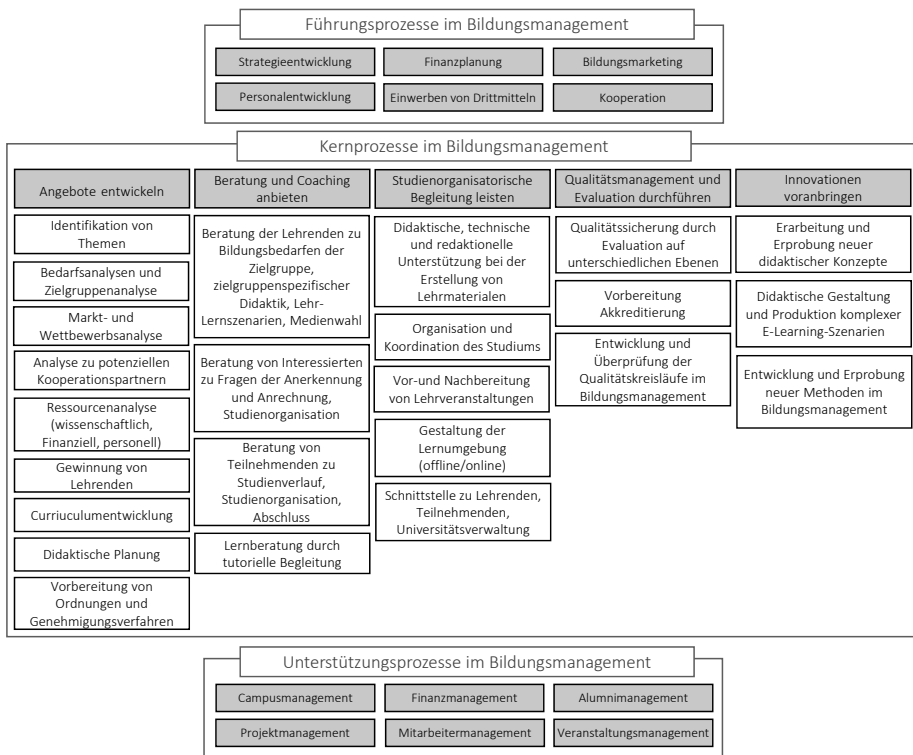 Führungsprozesse im Bildungsmanagement
Strategieentwicklung
Finanzplanung
Bildungsmarketing
Personalentwicklung
Einwerben von Drittmitteln
Kooperation
Kernprozesse im Bildungsmanagement
Angebote entwickeln
Identifikation von
Themen
Bedarfsanalysen und
Zielgruppenanalyse
Markt- und
Wettbewerbsanalyse
Analyse zu potenziellen
Kooperationspartnern
Ressourcenanalyse
(wissenschaftlich,
Finanziell, personell)
Gewinnung von
Lehrenden
Curriuculumentwicklung
Didaktische Planung
Vorbereitung von
Ordnungen und
Genehmigungsverfahren
Beratung und Coaching
anbieten
Beratung der Lehrenden zu
Bildungsbedarfen der
Zielgruppe,
zielgruppenspezifischer
Didaktik, Lehr-
Lernszenarien, Medienwahl
Beratung von Interessierten
zu Fragen der Anerkennung
und Anrechnung,
Studienorganisation
Beratung von
Teilnehmenden zu
Studienverlauf,
Studienorganisation,
Abschluss
Lernberatung durch
tutorielle Begleitung
Studienorganisatorische
Begleitung leisten
Didaktische, technische
und redaktionelle
Unterstützung bei der
Erstellung von
Lehrmaterialen
Organisation und
Koordination des Studiums
Vor-und Nachbereitung
von Lehrveranstaltungen
Gestaltung der
Lernumgebung
(offline/online)
Schnittstelle zu Lehrenden,
Teilnehmenden,
Universitätsverwaltung
Qualitätsmanagement und
Evaluation durchführen
Qualitätssicherung durch
Evaluation auf
unterschiedlichen Ebenen
Vorbereitung
Akkreditierung
Entwicklung und
Überprüfung der
Qualitätskreisläufe im
Bildungsmanagement
Innovationen
voranbringen
Erarbeitung und
Erprobung neuer
didaktischer Konzepte
Didaktische Gestaltung
und Produktion komplexer
E-Learning-Szenarien
Entwicklung und Erprobung
neuer Methoden im
Bildungsmanagement
Unterstützungsprozesse im Bildungsmanagement
Campusmanagement
Finanzmanagement
Alumnimanagement
Projektmanagement
Mitarbeitermanagement
Veranstaltungsmanagement